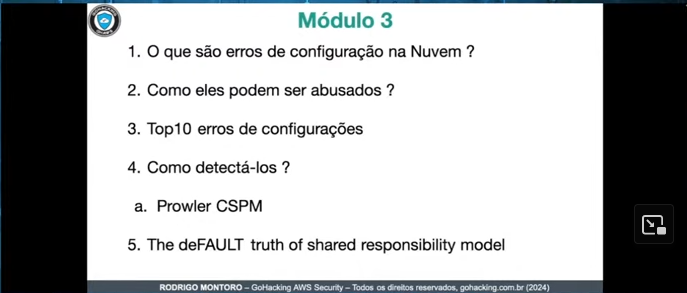 Módulo 3
1. O que são erros de configuração na Nuvem ?
2. Como eles podem ser abusados ?
3. Top10 erros de configurações
4. Como detectá-los ?
a. Prowler CSPM
5. The deFAULT truth of shared responsibility model
RODRIGO MONTORO – GoHacking AWS Security – Todos os direitos reservados, gohacking.com.br (2024)